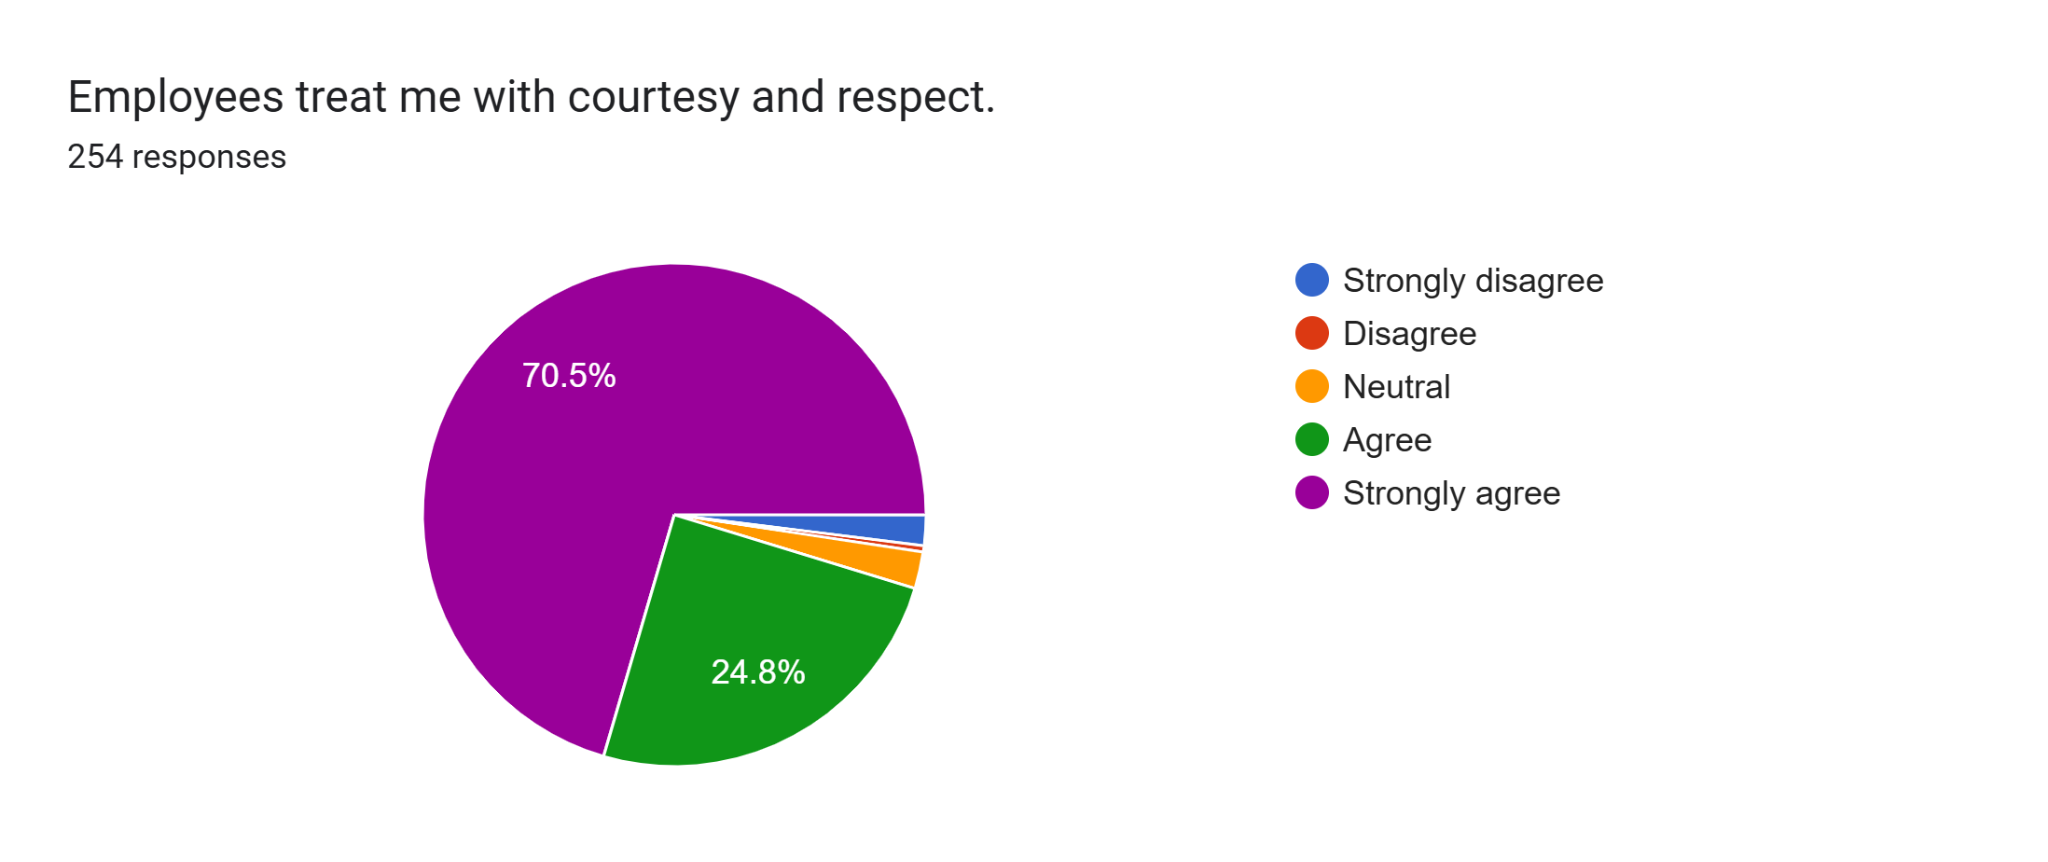 Employees treat me with courtesy and respect.
254 responses
70.5%
24.8%
Strongly disagree
Disagree
Neutral
Agree
Strongly agree